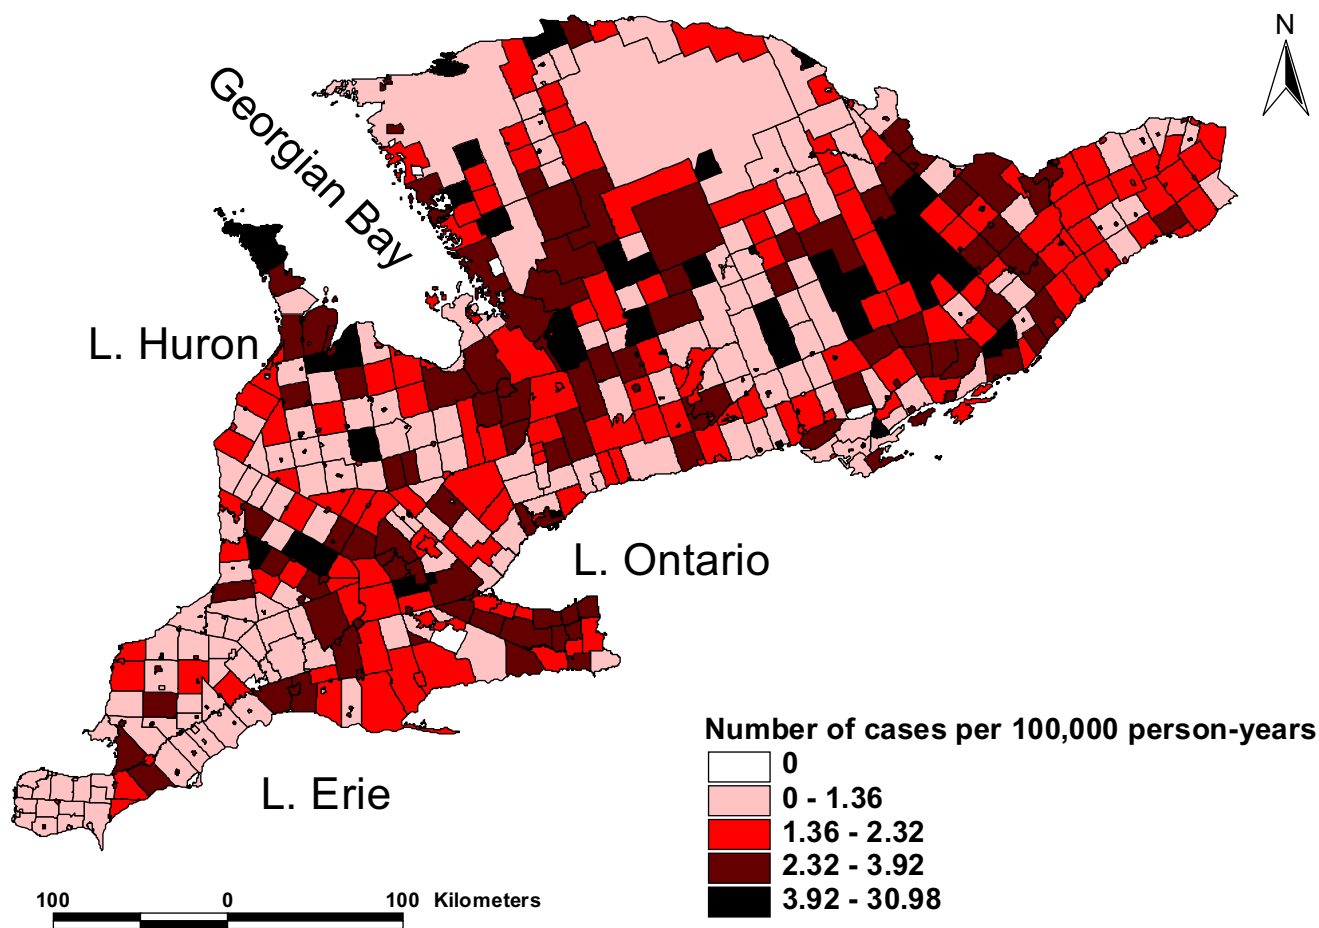 N
Georgian Bay
L. Huron
L. Ontario
L. Erie
Number of cases per 100,000 person-years
0
0 - 1.36
1.36 - 2.32
2.32 - 3.92
3.92 - 30.98
100 0 100 Kilometers